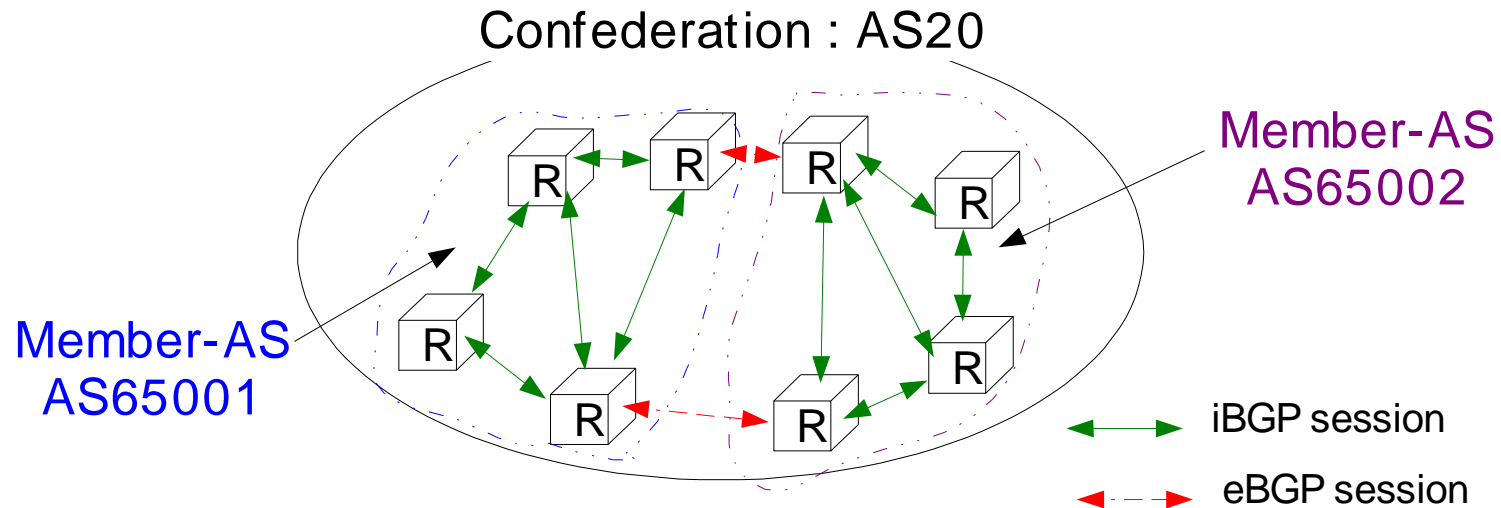 Confederation : AS20
Member-AS
AS65002
R
R
R
R
R
R
R
R
Member-AS
AS65001
iBGP session
eBGP session